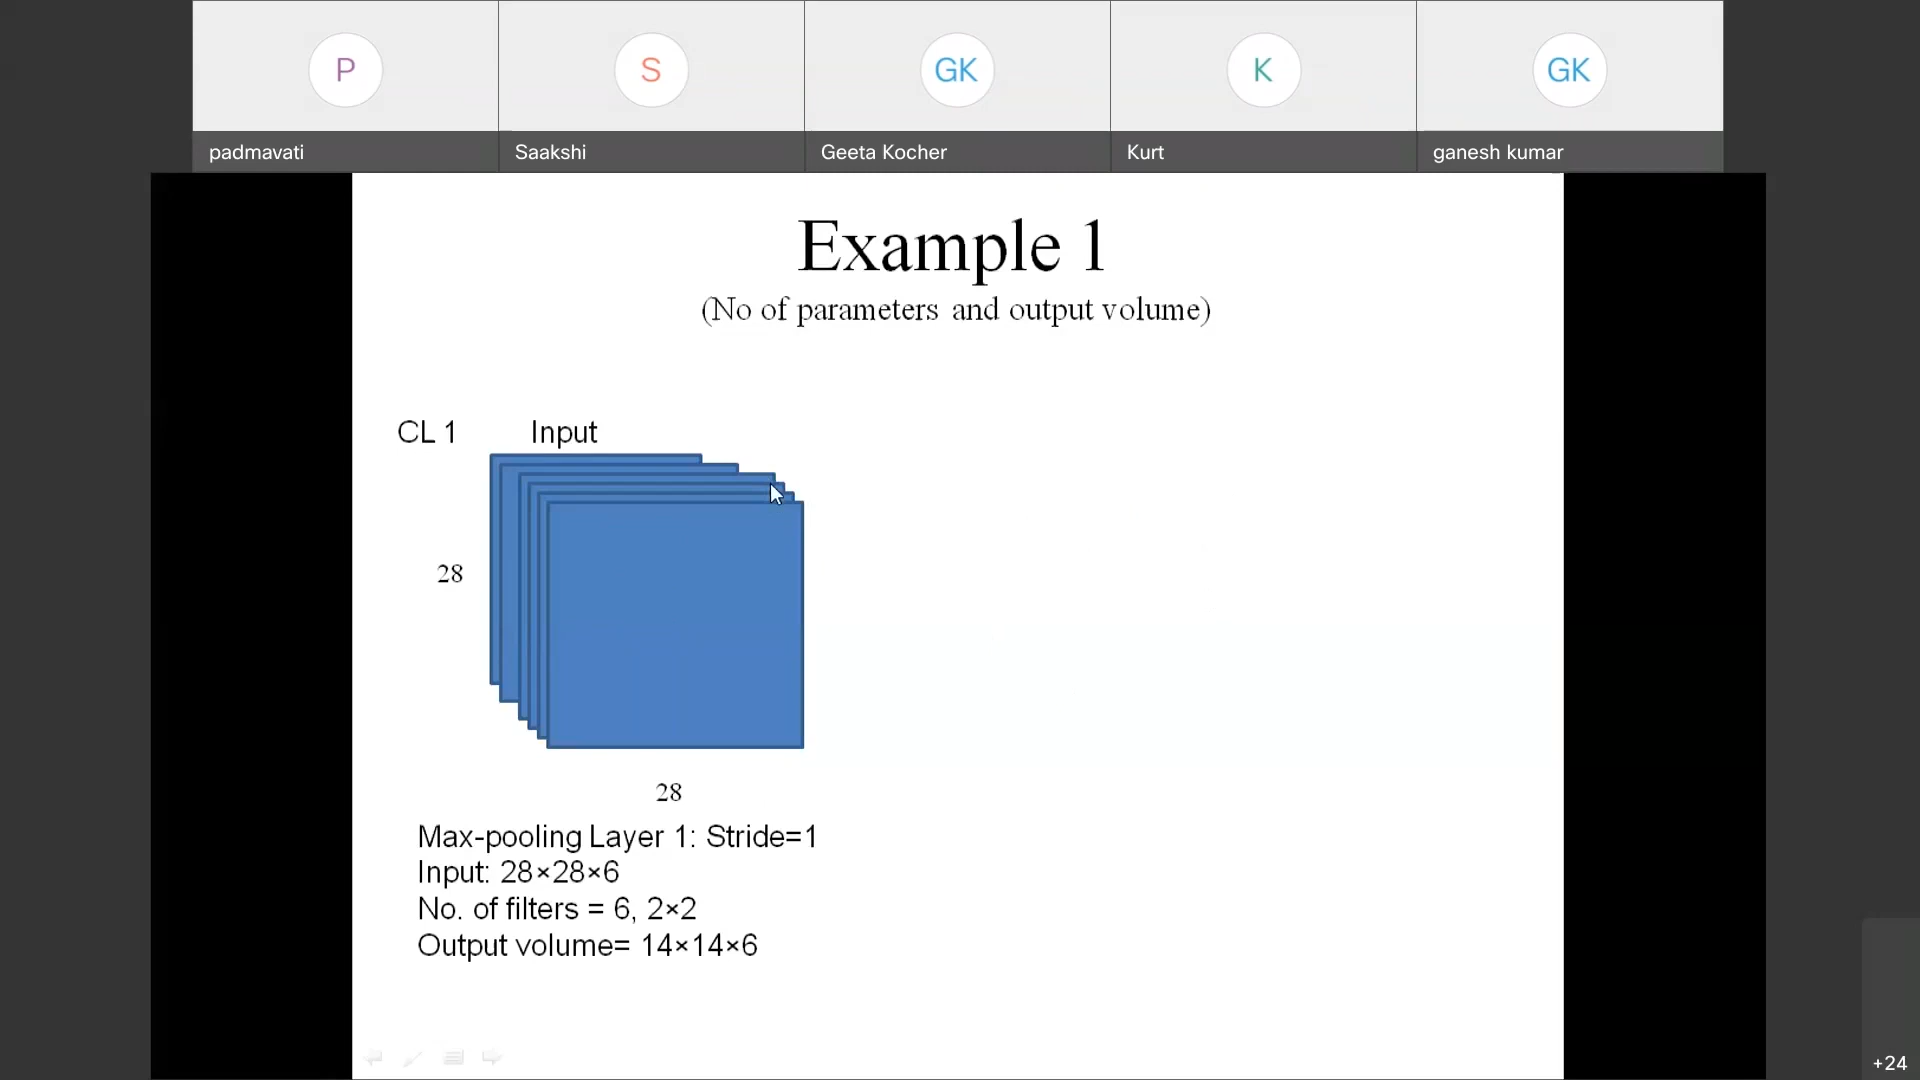 P
S
GK
K
GK
padmavati
Saakshi
Geeta Kocher
Kurt
ganesh kumar
Example 1
(No of parameters and output volume)
CL 1
Input
28
28
Max-pooling Layer 1: Stride=1
Input: 28×28×6
No. of filters = 6, 2×2
Output volume= 14×14×6
+24